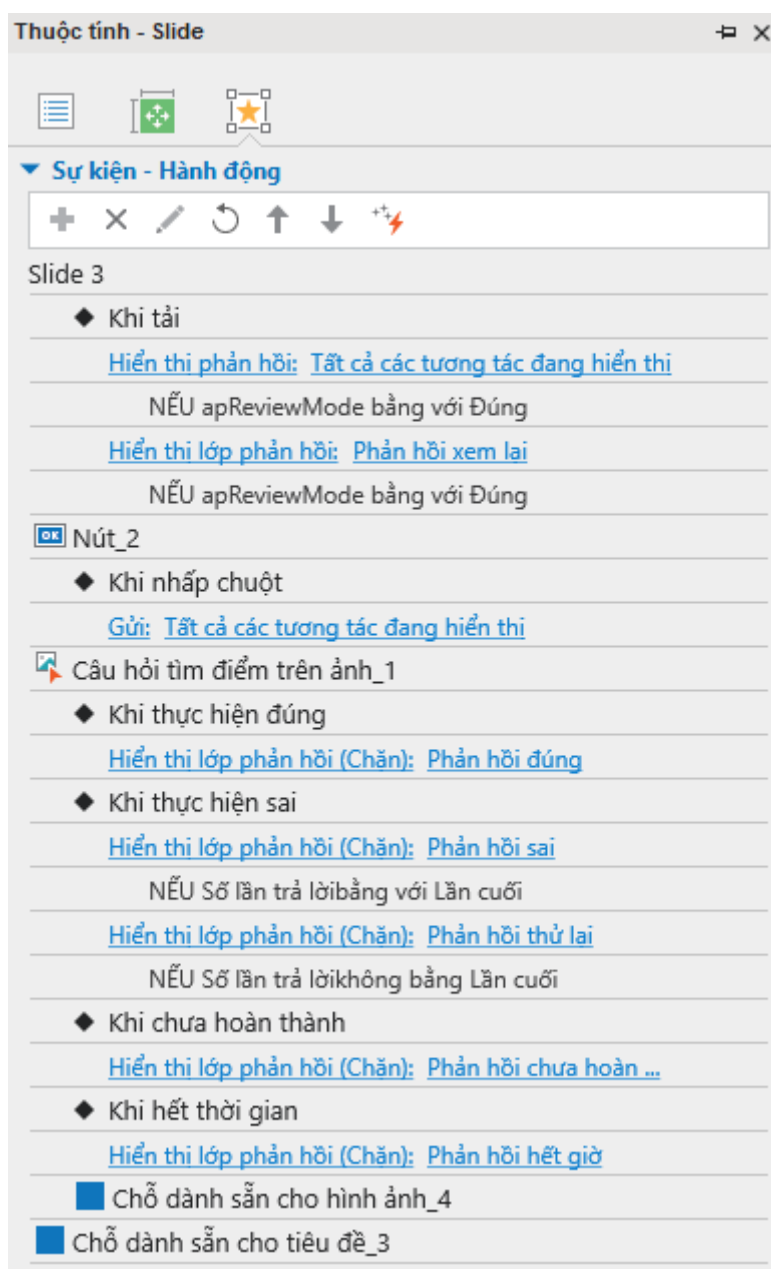 Thuộc tính - Slide
Sự kiện - Hành động
Slide 3
Khi tải
Hiển thị phản hồi: Tất cả các tương tác đang hiển thị
NẾU apReviewMode bằng với Đúng
Hiển thị lớp phản hồi: Phản hồi xem lại
NẾU apReviewMode bằng với Đúng
OK Nút_2
Khi nhấp chuột
Gửi: Tất cả các tương tác đang hiển thị
Câu hỏi tìm điểm trên ảnh_1
Khi thực hiện đúng
Hiển thị lớp phản hồi (Chặn): Phản hồi đúng
Khi thực hiện sai
Hiển thị lớp phản hồi (Chặn): Phản hồi sai
NẾU Số lần trả lờibằng với Lần cuối
Hiển thị lớp phản hồi (Chặn): Phản hồi thử lại
NẾU Số lần trả lờikhông bằng Lần cuối
Khi chưa hoàn thành
Hiển thị lớp phản hồi (Chặn): Phản hồi chưa hoàn ...
Khi hết thời gian
Hiển thị lớp phản hồi (Chặn): Phản hồi hết giờ
Chỗ dành sẵn cho hình ảnh_4
Chỗ dành sẵn cho tiêu đề_3